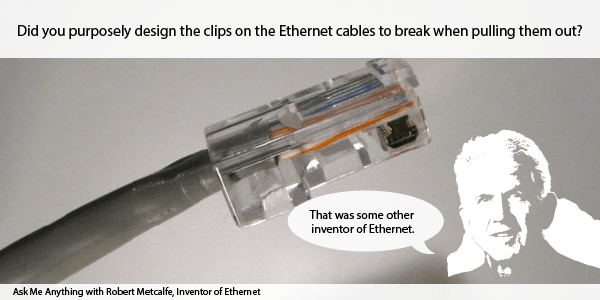 Did you purposely design the clips on the Ethernet cables to break when pulling them out?
That was some other
inventor of Ethernet.
Ask Me Anything with Robert Metcalfe, Inventor of Ethernet